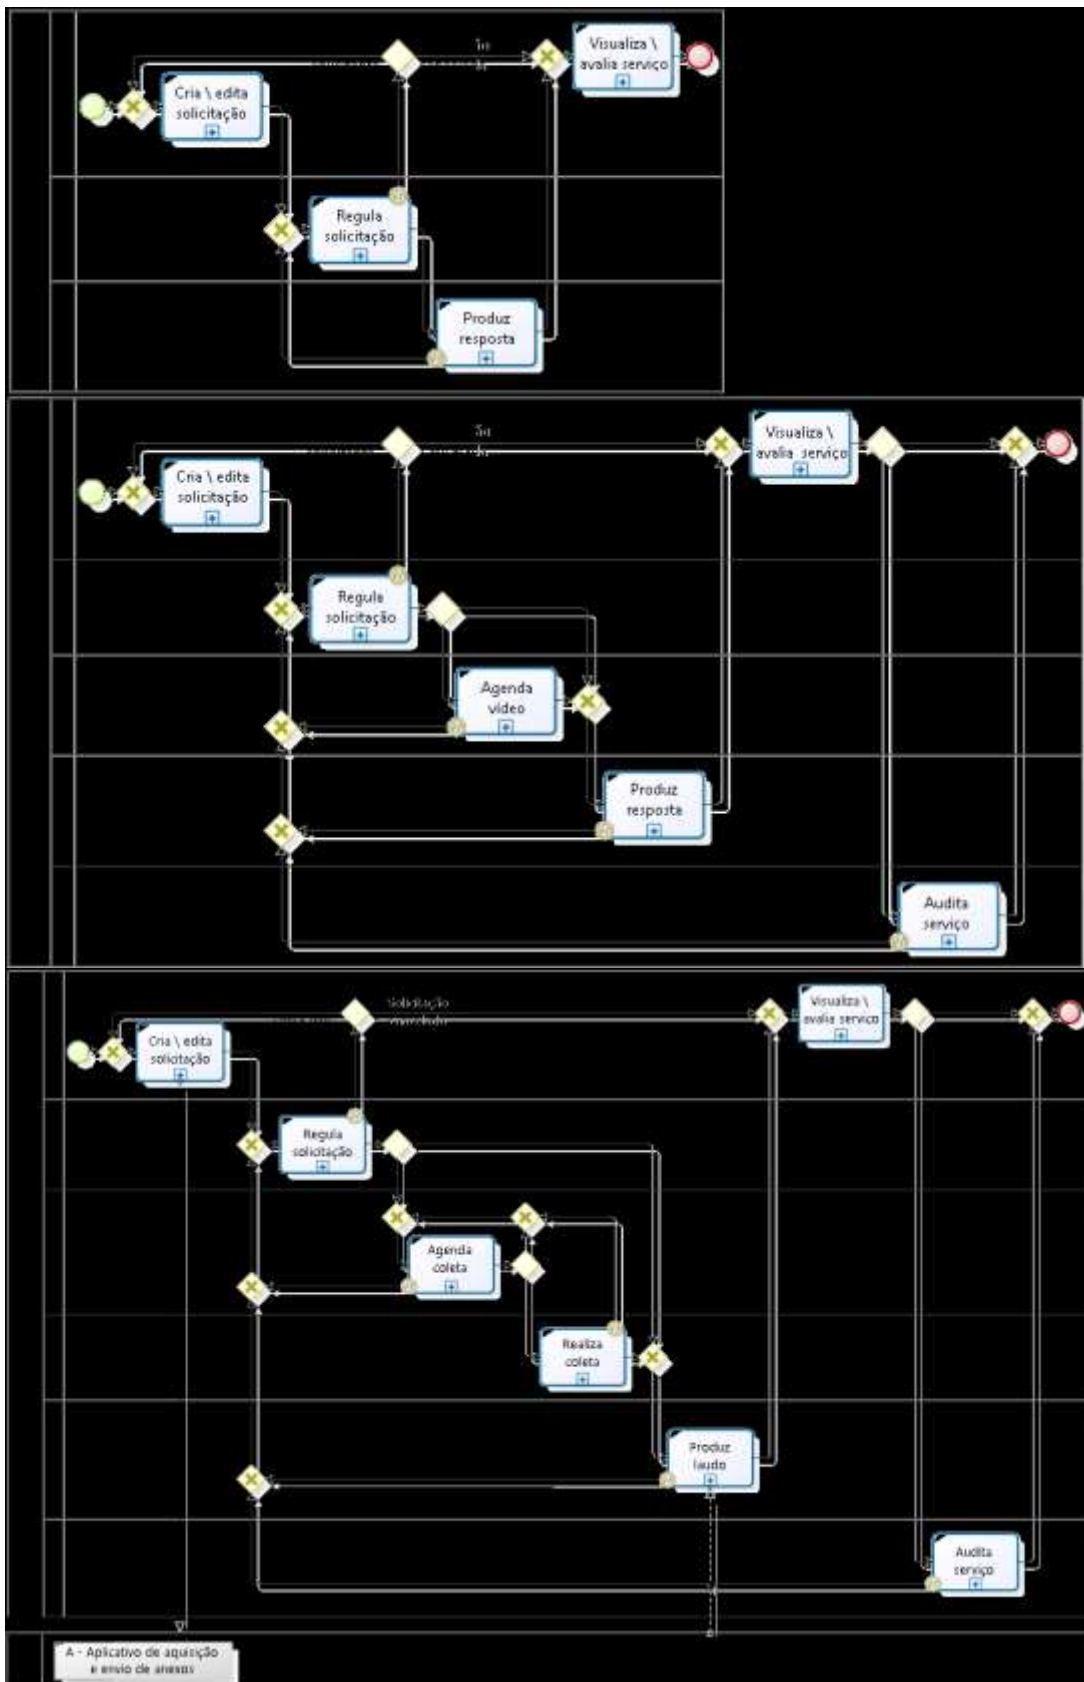 Visualiza \
avalia serviço
Cria \ edita
solicitação
Regula
solicitação
Produz
resposta
Visualiza \
avalia serviço
Cria \ edita
solicitação
Regula
solicitação
Agenda
vídeo
Produz
resposta
Audita
serviço
Solicitação
Visualiza \
avalia serviço
Cria \ edita
solicitação
Regula
solicitação
Agenda
coleta
Realiza
coleta
Produz
laudo
Audita
serviço
A - Aplicativo de aquisição
e envio de anexos